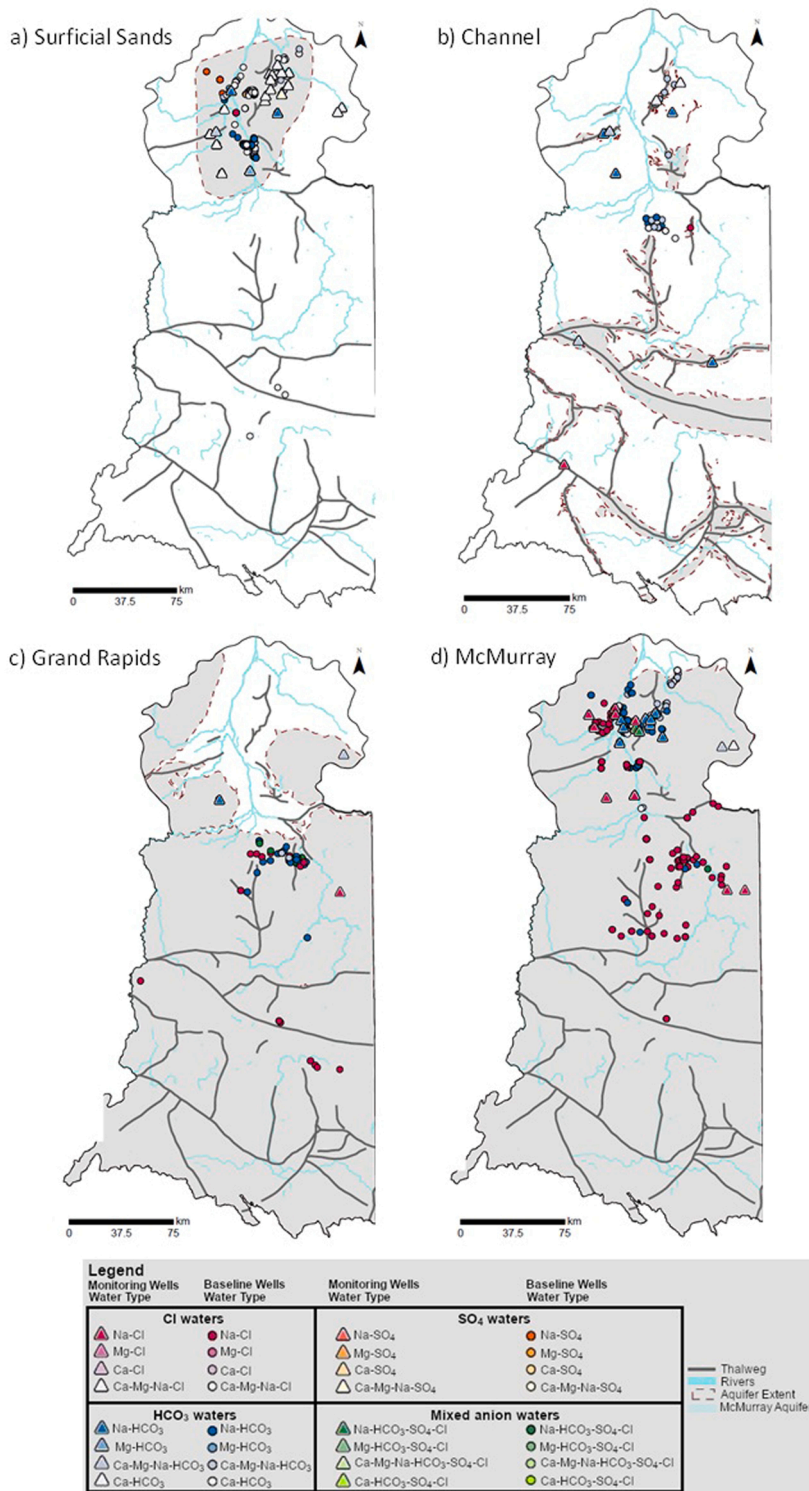 a) Surficial Sands
N
km
0 37.5 75
b) Channel
N
km
0 37.5 75
c) Grand Rapids
N
km
0 37.5 75
d) McMurray
N
km
0 37.5 75
Legend
Monitoring Wells Baseline Wells Monitoring Wells Baseline Wells
Water Type Water Type Water Type Water Type
Cl waters
Na-Cl Na-Cl
Mg-Cl Mg-Cl
Ca-Cl Ca-Cl
Ca-Mg-Na-Cl Ca-Mg-Na-Cl
SO₄ waters
Na-SO₄ Na-SO₄
Mg-SO₄ Mg-SO₄
Ca-SO₄ Ca-SO₄
Ca-Mg-Na-SO₄ Ca-Mg-Na-SO₄
HCO₃ waters
Na-HCO₃ Na-HCO₃
Mg-HCO₃ Mg-HCO₃
Ca-Mg-Na-HCO₃ Ca-Mg-Na-HCO₃
Ca-HCO₃ Ca-HCO₃
Mixed anion waters
Na-HCO₃-SO₄-Cl Na-HCO₃-SO₄-Cl
Mg-HCO₃-SO₄-Cl Mg-HCO₃-SO₄-Cl
Ca-Mg-Na-HCO₃-SO₄-Cl Ca-Mg-Na-HCO₃-SO₄-Cl
Ca-HCO₃-SO₄-Cl Ca-HCO₃-SO₄-Cl
Thalweg
Rivers
Aquifer Extent
McMurray Aquife